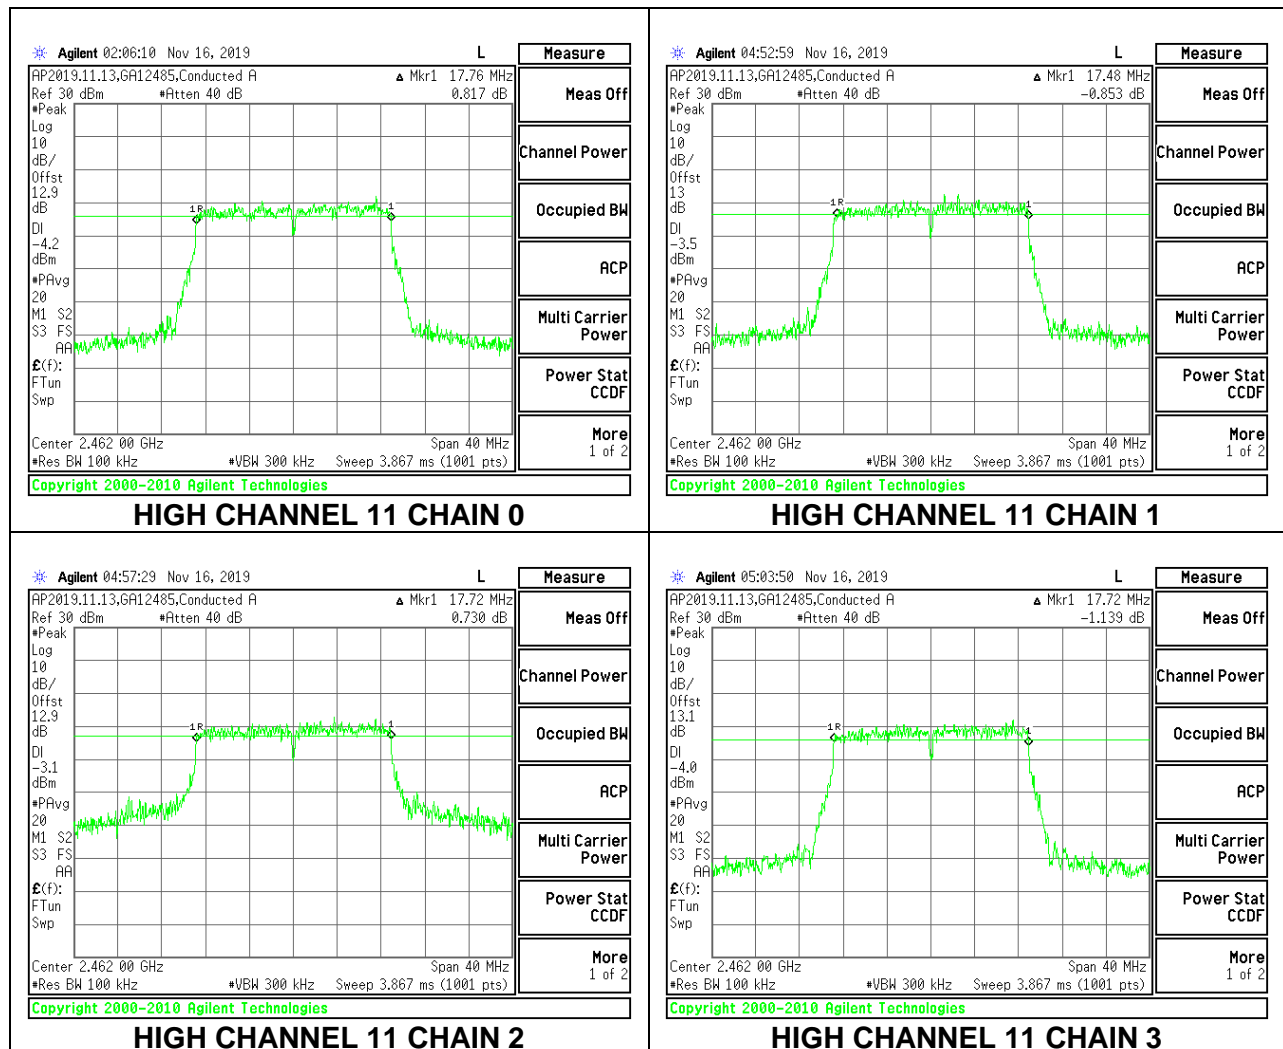 Agilent 02:06:10 Nov 16, 2019 L Measure
AP2019.11.13,GA12485,Conducted A ▵ Mkr1 17.76 MHz
Ref 30 dBm #Atten 40 dB 0.817 dB
Meas Off
#Peak
Log
10
dB/
Offst
12.9
dB
DI
-4.2
dBm
#PAvg
20
M1 S2
S3 FS
AA
£(f):
FTun
Swp
1R
1
Channel Power
Occupied BW
ACP
Multi Carrier
Power
Power Stat
CCDF
More
1 of 2
Center 2.462 00 GHz Span 40 MHz
#Res BW 100 kHz #VBW 300 kHz Sweep 3.867 ms (1001 pts)
Copyright 2000-2010 Agilent Technologies
HIGH CHANNEL 11 CHAIN 0
Agilent 04:52:59 Nov 16, 2019 L Measure
AP2019.11.13,GA12485,Conducted A ▵ Mkr1 17.48 MHz
Ref 30 dBm #Atten 40 dB -0.853 dB
Meas Off
#Peak
Log
10
dB/
Offst
13
dB
DI
-3.5
dBm
#PAvg
20
M1 S2
S3 FS
AA
£(f):
FTun
Swp
1R
1
Channel Power
Occupied BW
ACP
Multi Carrier
Power
Power Stat
CCDF
More
1 of 2
Center 2.462 00 GHz Span 40 MHz
#Res BW 100 kHz #VBW 300 kHz Sweep 3.867 ms (1001 pts)
Copyright 2000-2010 Agilent Technologies
HIGH CHANNEL 11 CHAIN 1
Agilent 04:57:29 Nov 16, 2019 L Measure
AP2019.11.13,GA12485,Conducted A ▵ Mkr1 17.72 MHz
Ref 30 dBm #Atten 40 dB 0.730 dB
Meas Off
#Peak
Log
10
dB/
Offst
12.9
dB
DI
-3.1
dBm
#PAvg
20
M1 S2
S3 FS
AA
£(f):
FTun
Swp
1R
1
Channel Power
Occupied BW
ACP
Multi Carrier
Power
Power Stat
CCDF
More
1 of 2
Center 2.462 00 GHz Span 40 MHz
#Res BW 100 kHz #VBW 300 kHz Sweep 3.867 ms (1001 pts)
Copyright 2000-2010 Agilent Technologies
HIGH CHANNEL 11 CHAIN 2
Agilent 05:03:50 Nov 16, 2019 L Measure
AP2019.11.13,GA12485,Conducted A ▵ Mkr1 17.72 MHz
Ref 30 dBm #Atten 40 dB -1.139 dB
Meas Off
#Peak
Log
10
dB/
Offst
13.1
dB
DI
-4.0
dBm
#PAvg
20
M1 S2
S3 FS
AA
£(f):
FTun
Swp
1R
1
Channel Power
Occupied BW
ACP
Multi Carrier
Power
Power Stat
CCDF
More
1 of 2
Center 2.462 00 GHz Span 40 MHz
#Res BW 100 kHz #VBW 300 kHz Sweep 3.867 ms (1001 pts)
Copyright 2000-2010 Agilent Technologies
HIGH CHANNEL 11 CHAIN 3